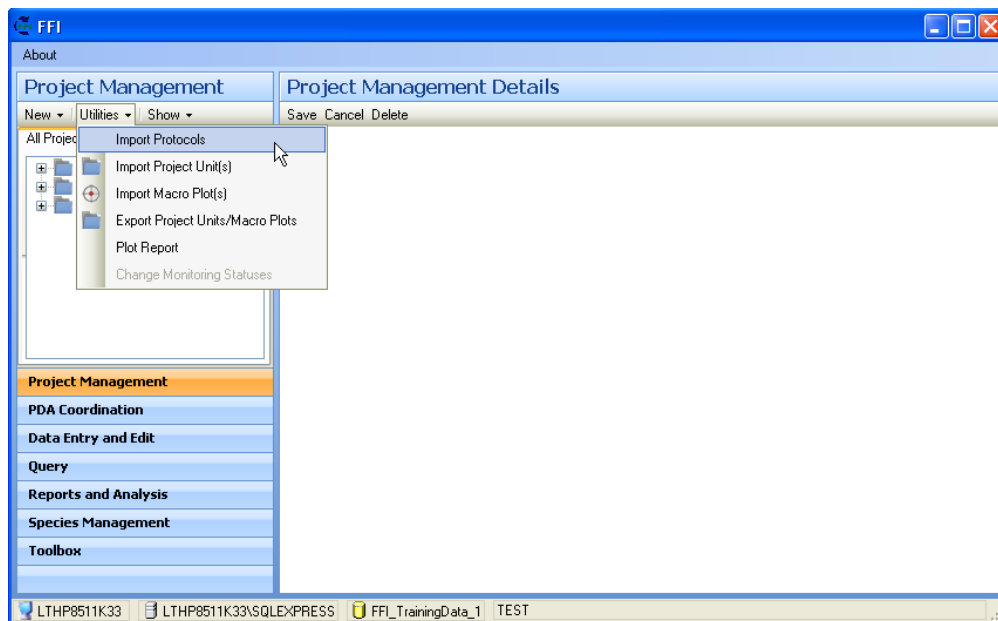 FFI
About
Project Management
Project Management Details
New Utilities Show
Save Cancel Delete
All Projec
Import Protocols
Import Project Unit(s)
Import Macro Plot(s)
Export Project Units/Macro Plots
Plot Report
Change Monitoring Statuses
Project Management
PDA Coordination
Data Entry and Edit
Query
Reports and Analysis
Species Management
Toolbox
LTHP8511K33 LTHP8511K33\SQLEXPRESS FFI_TrainingData_1 TEST